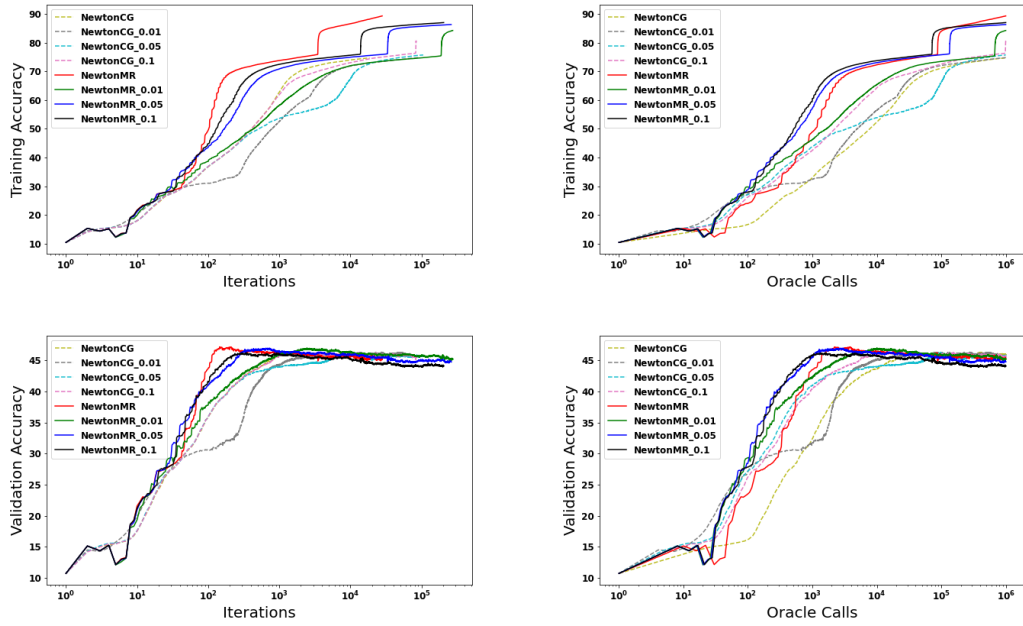 90
80
70
60
50
40
30
20
10
Training Accuracy
NewtonCG
NewtonCG_0.01
NewtonCG_0.05
NewtonCG_0.1
NewtonMR
NewtonMR_0.01
NewtonMR_0.05
NewtonMR_0.1
10^0 10^1 10^2 10^3 10^4 10^5
Iterations
90
80
70
60
50
40
30
20
10
Training Accuracy
NewtonCG
NewtonCG_0.01
NewtonCG_0.05
NewtonCG_0.1
NewtonMR
NewtonMR_0.01
NewtonMR_0.05
NewtonMR_0.1
10^0 10^1 10^2 10^3 10^4 10^5 10^6
Oracle Calls
45
40
35
30
25
20
15
10
Validation Accuracy
NewtonCG
NewtonCG_0.01
NewtonCG_0.05
NewtonCG_0.1
NewtonMR
NewtonMR_0.01
NewtonMR_0.05
NewtonMR_0.1
10^0 10^1 10^2 10^3 10^4 10^5
Iterations
45
40
35
30
25
20
15
10
Validation Accuracy
NewtonCG
NewtonCG_0.01
NewtonCG_0.05
NewtonCG_0.1
NewtonMR
NewtonMR_0.01
NewtonMR_0.05
NewtonMR_0.1
10^0 10^1 10^2 10^3 10^4 10^5 10^6
Oracle Calls